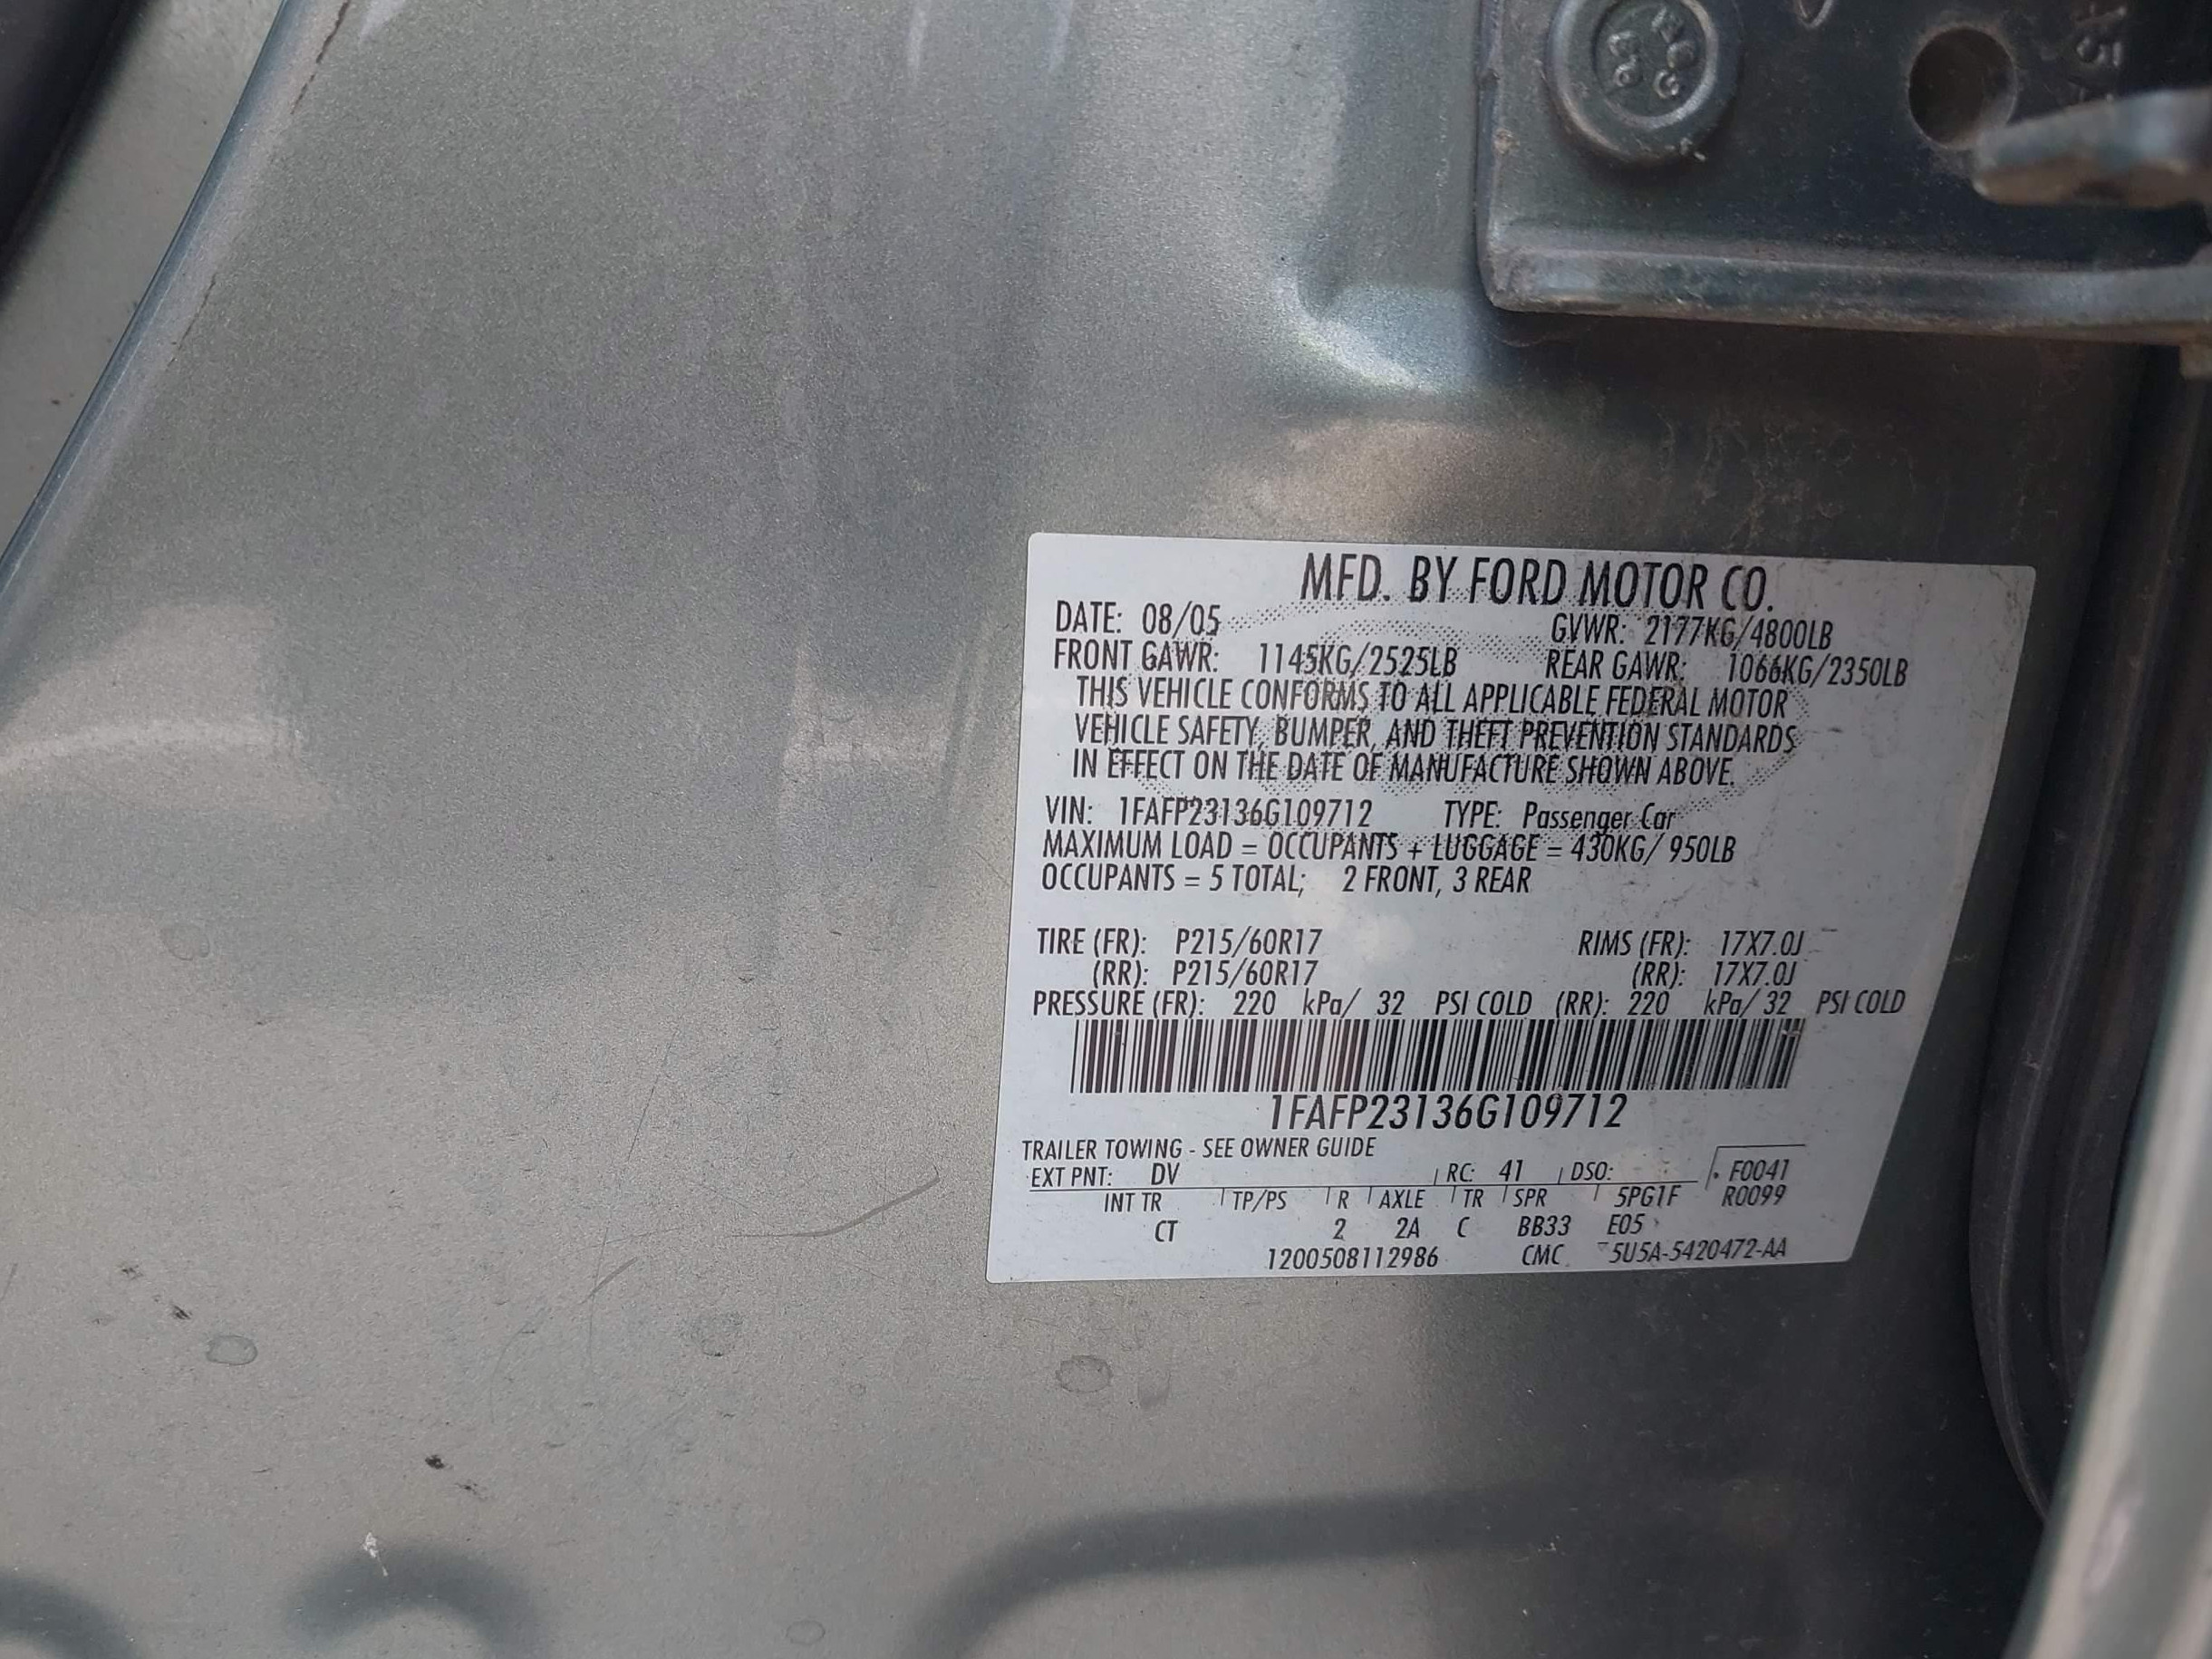 MFD. BY FORD MOTOR CO.
DATE: 08/05 GVWR: 2177KG/4800LB
FRONT GAWR: 1145KG/2525LB REAR GAWR: 1066KG/2350LB
THIS VEHICLE CONFORMS TO ALL APPLICABLE FEDERAL MOTOR
VEHICLE SAFETY, BUMPER, AND THEFT PREVENTION STANDARDS
IN EFFECT ON THE DATE OF MANUFACTURE SHOWN ABOVE.
VIN: 1FAFP23136G109712 TYPE: Passenger Car
MAXIMUM LOAD = OCCUPANTS + LUGGAGE = 430KG/ 950LB
OCCUPANTS = 5 TOTAL; 2 FRONT, 3 REAR
TIRE (FR): P215/60R17 RIMS (FR): 17X7.0J
(RR): P215/60R17 (RR): 17X7.0J
PRESSURE (FR): 220 kPa/ 32 PSI COLD (RR): 220 kPa/ 32 PSI COLD
1FAFP23136G109712
TRAILER TOWING - SEE OWNER GUIDE
EXT PNT: DV RC: 41 DSO: F0041
INT TR TP/PS R AXLE TR SPR 5PG1F R0099
CT 2 2A C BB33 E05
1200508112986 CMC 5U5A-5420472-AA